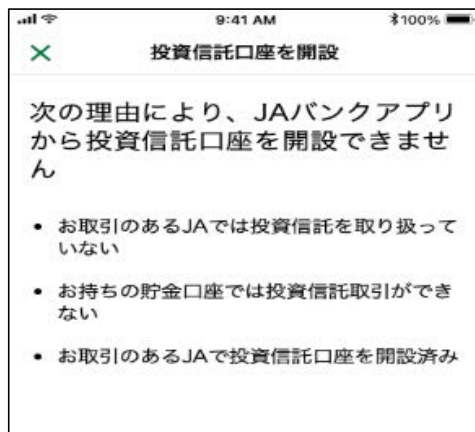 9:41 AM
100%
投資信託口座を開設
次の理由により、JAバンクアプリ
から投資信託口座を開設できませ
ん
• お取引のあるJAでは投資信託を取り扱って
いない
• お持ちの貯金口座では投資信託取引ができ
ない
• お取引のあるJAで投資信託口座を開設済み